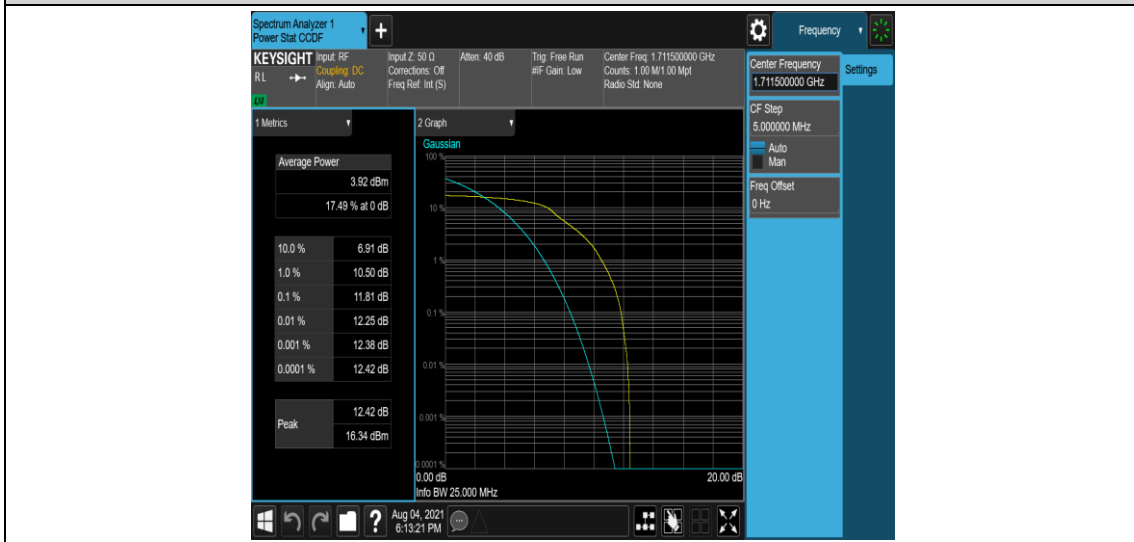 Spectrum Analyzer 1
Power Stat CCDF
+
Frequency
KEYSIGHT
RL
Input: RF
Coupling: DC
Align: Auto
Input Z: 50 Ω
Corrections: Off
Freq Ref: Int (S)
Atten: 40 dB
Trig: Free Run
#IF Gain: Low
Center Freq: 1.711500000 GHz
Counts: 1.00 M/1.00 Mpt
Radio Std: None
Center Frequency
1.711500000 GHz
Settings
CF Step
5.000000 MHz
Auto
Man
Freq Offset
0 Hz
1 Metrics
Average Power
3.92 dBm
17.49 % at 0 dB
10.0 % 6.91 dB
1.0 % 10.50 dB
0.1 % 11.81 dB
0.01 % 12.25 dB
0.001 % 12.38 dB
0.0001 % 12.42 dB
Peak
12.42 dB
16.34 dBm
2 Graph
Gaussian
100 %
10 %
1 %
0.1 %
0.01 %
0.001 %
0.0001 %
0.00 dB 20.00 dB
Info BW 25.000 MHz
?
Aug 04, 2021
6:13:21 PM